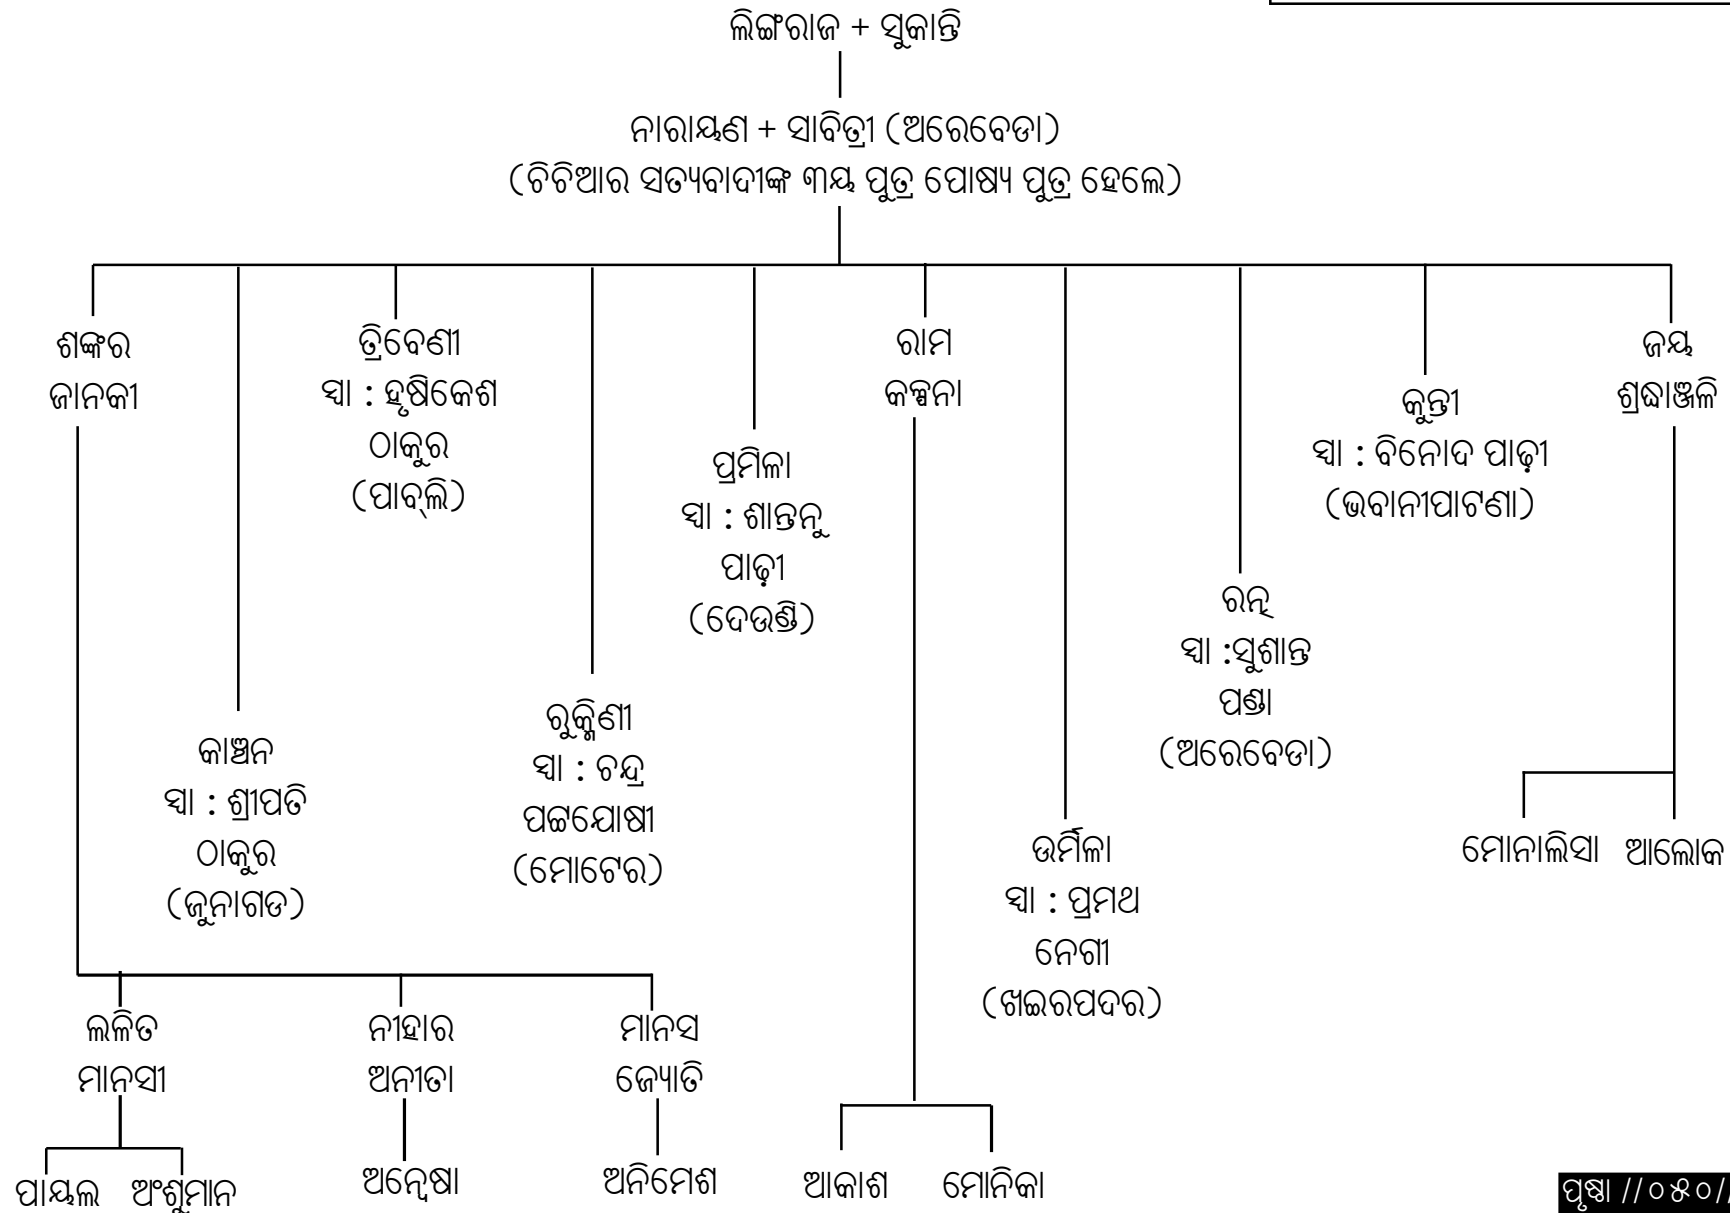 ଲିଙ୍ଗରାଜ + ସୁକାନ୍ତି
ନାରାୟଣ + ସାବିତ୍ରୀ (ଅରେବେଡା)
(ଚିଚିଆର ସତ୍ୟବାଦୀଙ୍କ ୩ୟ ପୁତ୍ର ପୋଷ୍ୟ ପୁତ୍ର ହେଲେ)
ଶଙ୍କର
ଜାନକୀ
କାଞ୍ଚନ
ସ୍ୱା : ଶ୍ରୀପତି
ଠାକୁର
(ଜୁନାଗଡ)
ତ୍ରିବେଣୀ
ସ୍ୱା : ହୃଷିକେଶ
ଠାକୁର
(ପାବ୍‌ଲି)
ରୁକ୍ମିଣୀ
ସ୍ୱା : ଚନ୍ଦ୍ର
ପଟ୍ଟଯୋଷୀ
(ମୋଟେର)
ପ୍ରମିଳା
ସ୍ୱା : ଶାନ୍ତନୁ
ପାଢ଼ୀ
(ଦେଉଣ୍ଡି)
ରାମ
କଳ୍ପନା
ଉର୍ମିଳା
ସ୍ୱା : ପ୍ରମଥ
ନେଗୀ
(ଖଇରପଦର)
ରତ୍ନ
ସ୍ୱା :ସୁଶାନ୍ତ
ପଣ୍ଡା
(ଅରେବେଡା)
କୁନ୍ତୀ
ସ୍ୱା : ବିନୋଦ ପାଢ଼ୀ
(ଭବାନୀପାଟଣା)
ଜୟ
ଶ୍ରଦ୍ଧାଞ୍ଜଳି
ମୋନାଲିସା ଆଲୋକ
ଲଳିତ
ମାନସୀ
ନୀହାର
ଅନୀତା
ମାନସ
ଜ୍ୟୋତି
ପାୟଲ ଅଂଶୁମାନ
ଅନ୍ୱେଷା
ଅନିମେଶ
ଆକାଶ ମୋନିକା
ପୃଷ୍ଠା //୦୫୦//